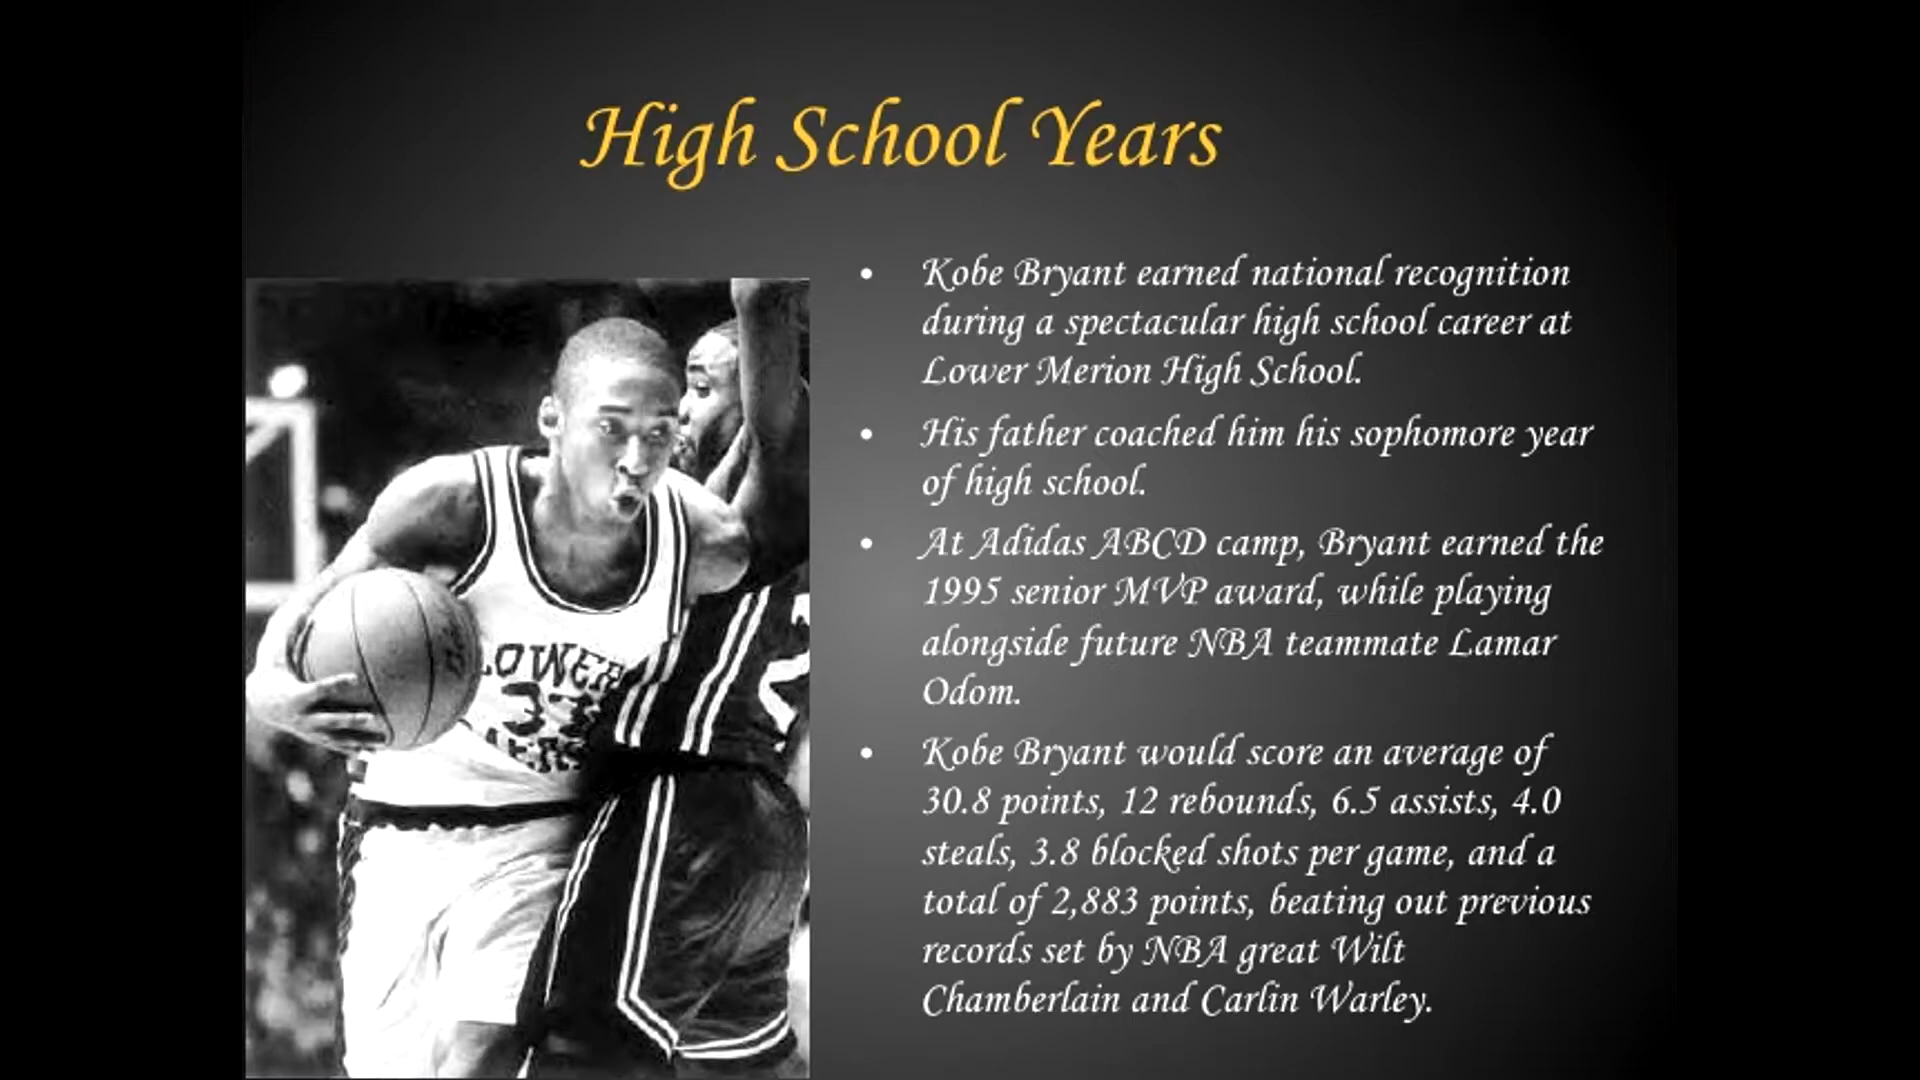 High School Years
• Kobe Bryant earned national recognition
during a spectacular high school career at
Lower Merion High School.
• His father coached him his sophomore year
of high school.
• At Adidas ABCD camp, Bryant earned the
1995 senior MVP award, while playing
alongside future NBA teammate Lamar
Odom.
• Kobe Bryant would score an average of
30.8 points, 12 rebounds, 6.5 assists, 4.0
steals, 3.8 blocked shots per game, and a
total of 2,883 points, beating out previous
records set by NBA great Wilt
Chamberlain and Carlin Warley.
LOWER
33